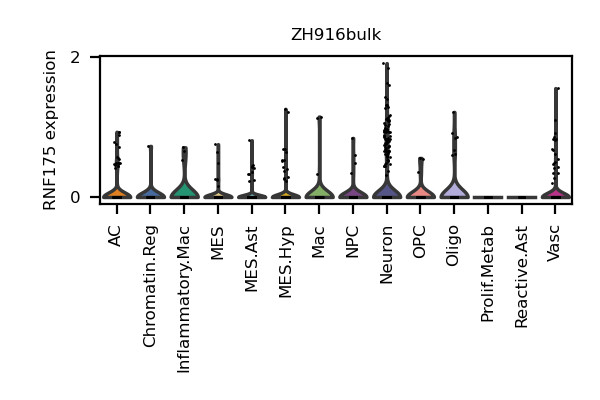 ZH916bulk
RNF175 expression
2
0
AC
Chromatin.Reg
Inflammatory.Mac
MES
MES.Ast
MES.Hyp
Mac
NPC
Neuron
OPC
Oligo
Prolif.Metab
Reactive.Ast
Vasc